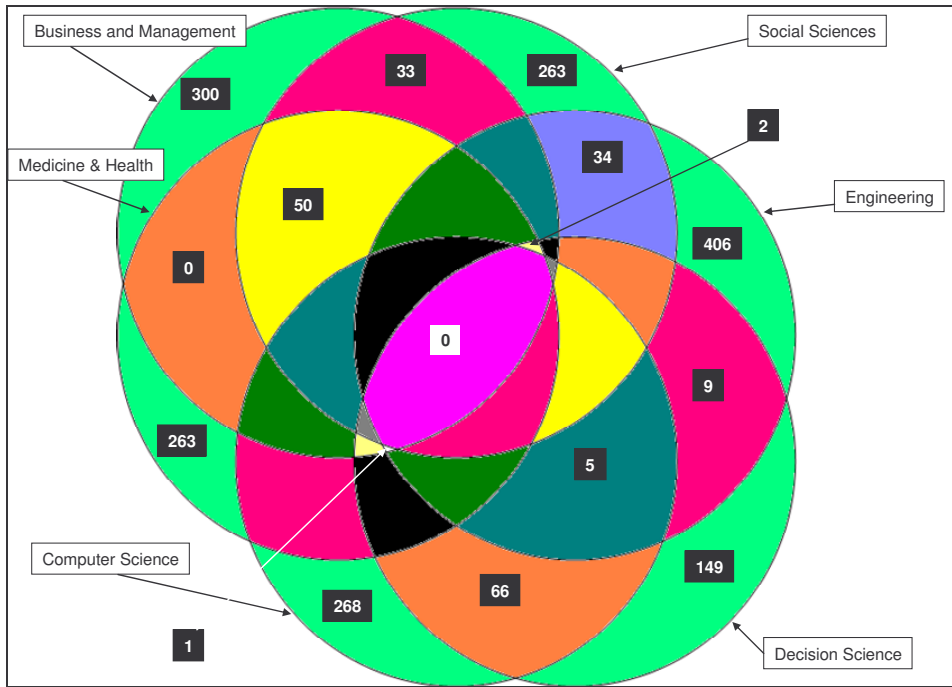 Business and Management
Social Sciences
33
263
300
2
34
Medicine & Health
Engineering
50
406
0
0
9
263
5
Computer Science
149
66
268
1
Decision Science